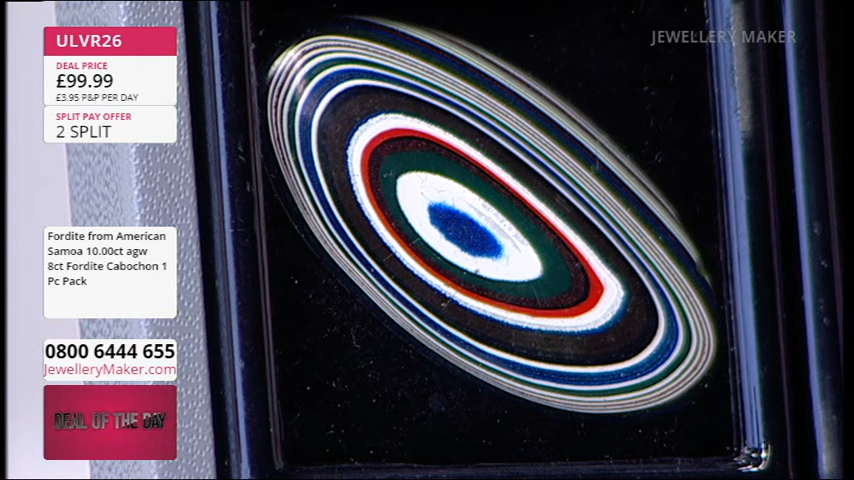 ULVR26
DEAL PRICE
£99.99
£3.95 P&P PER DAY
SPLIT PAY OFFER
2 SPLIT
Fordite from American
Samoa 10.00ct agw
8ct Fordite Cabochon 1
Pc Pack
0800 6444 655
JewelleryMaker.com
DEAL OF THE DAY
JEWELLERY MAKER